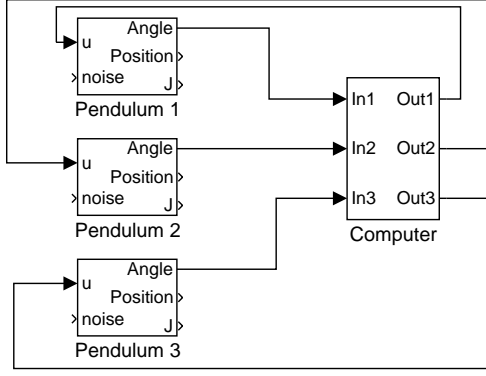 Angle
u
Position
noise
J
Pendulum 1
Angle
u
Position
noise
J
Pendulum 2
Angle
u
Position
noise
J
Pendulum 3
In1 Out1
In2 Out2
In3 Out3
Computer